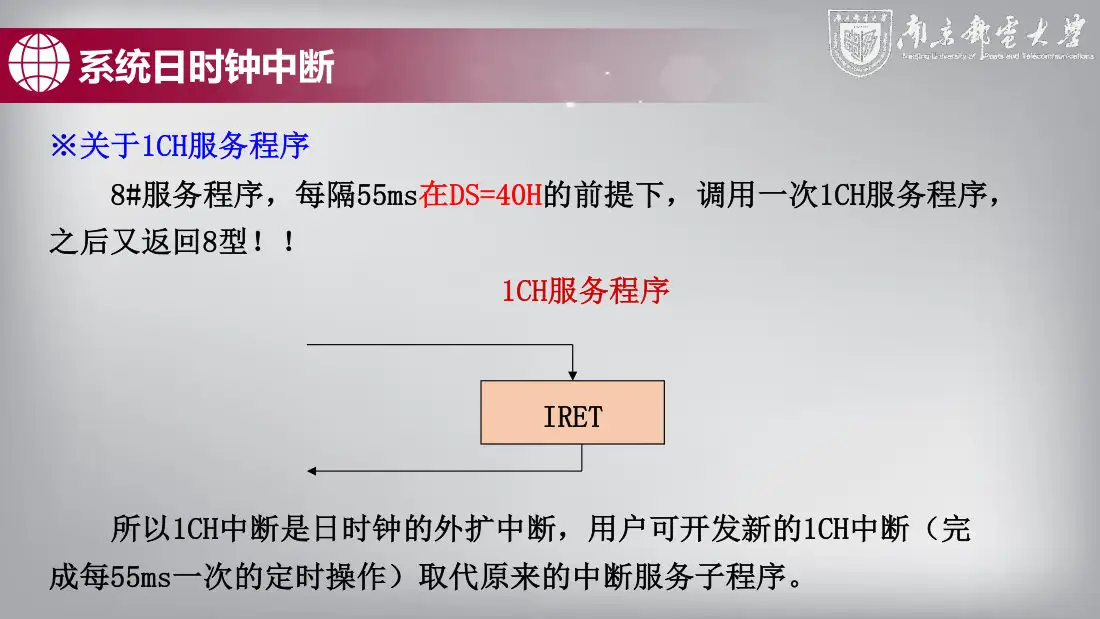 系统日时钟中断
南京邮电大学
Nanjing University of Posts and Telecommunications
※关于1CH服务程序
8#服务程序，每隔55ms在DS=40H的前提下，调用一次1CH服务程序，
之后又返回8型！！
1CH服务程序
IRET
所以1CH中断是日时钟的外扩中断，用户可开发新的1CH中断（完
成每55ms一次的定时操作）取代原来的中断服务子程序。